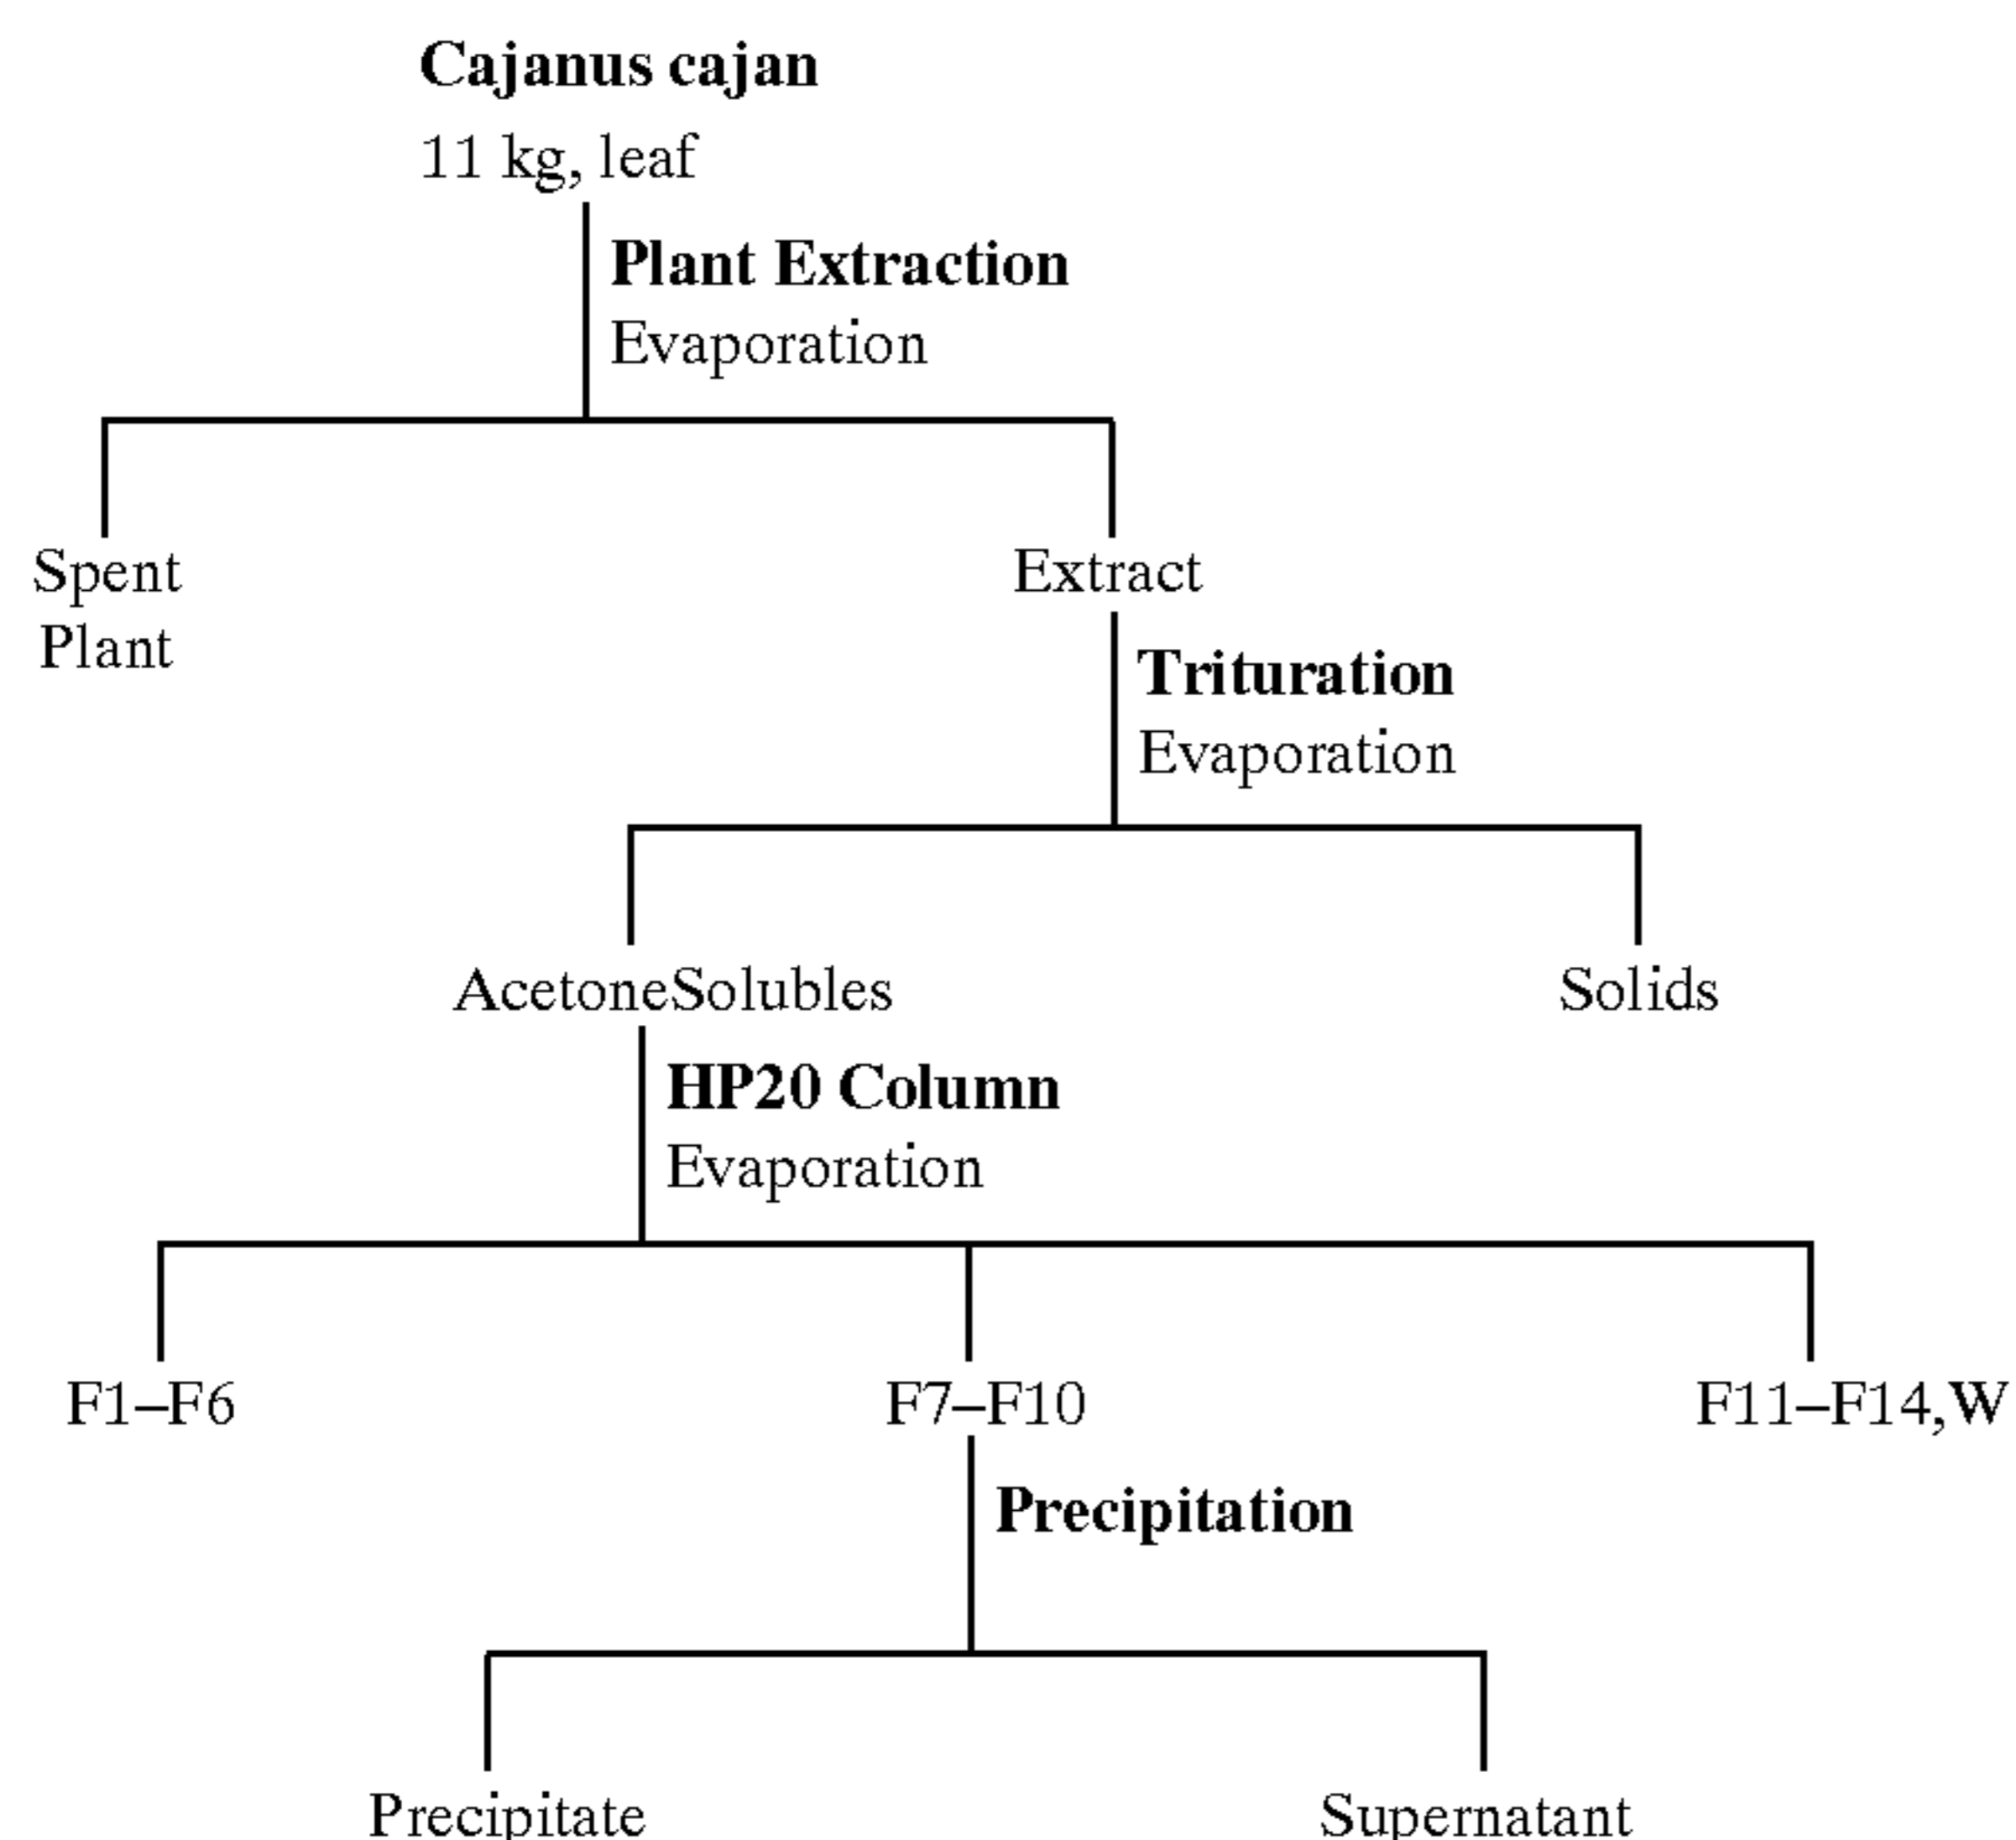 Cajanus cajan
11 kg, leaf
Plant Extraction
Evaporation
Spent
Plant
Extract
Trituration
Evaporation
AcetoneSolubles
Solids
HP20 Column
Evaporation
F1–F6
F7–F10
F11–F14,W
Precipitation
Precipitate
Supernatant